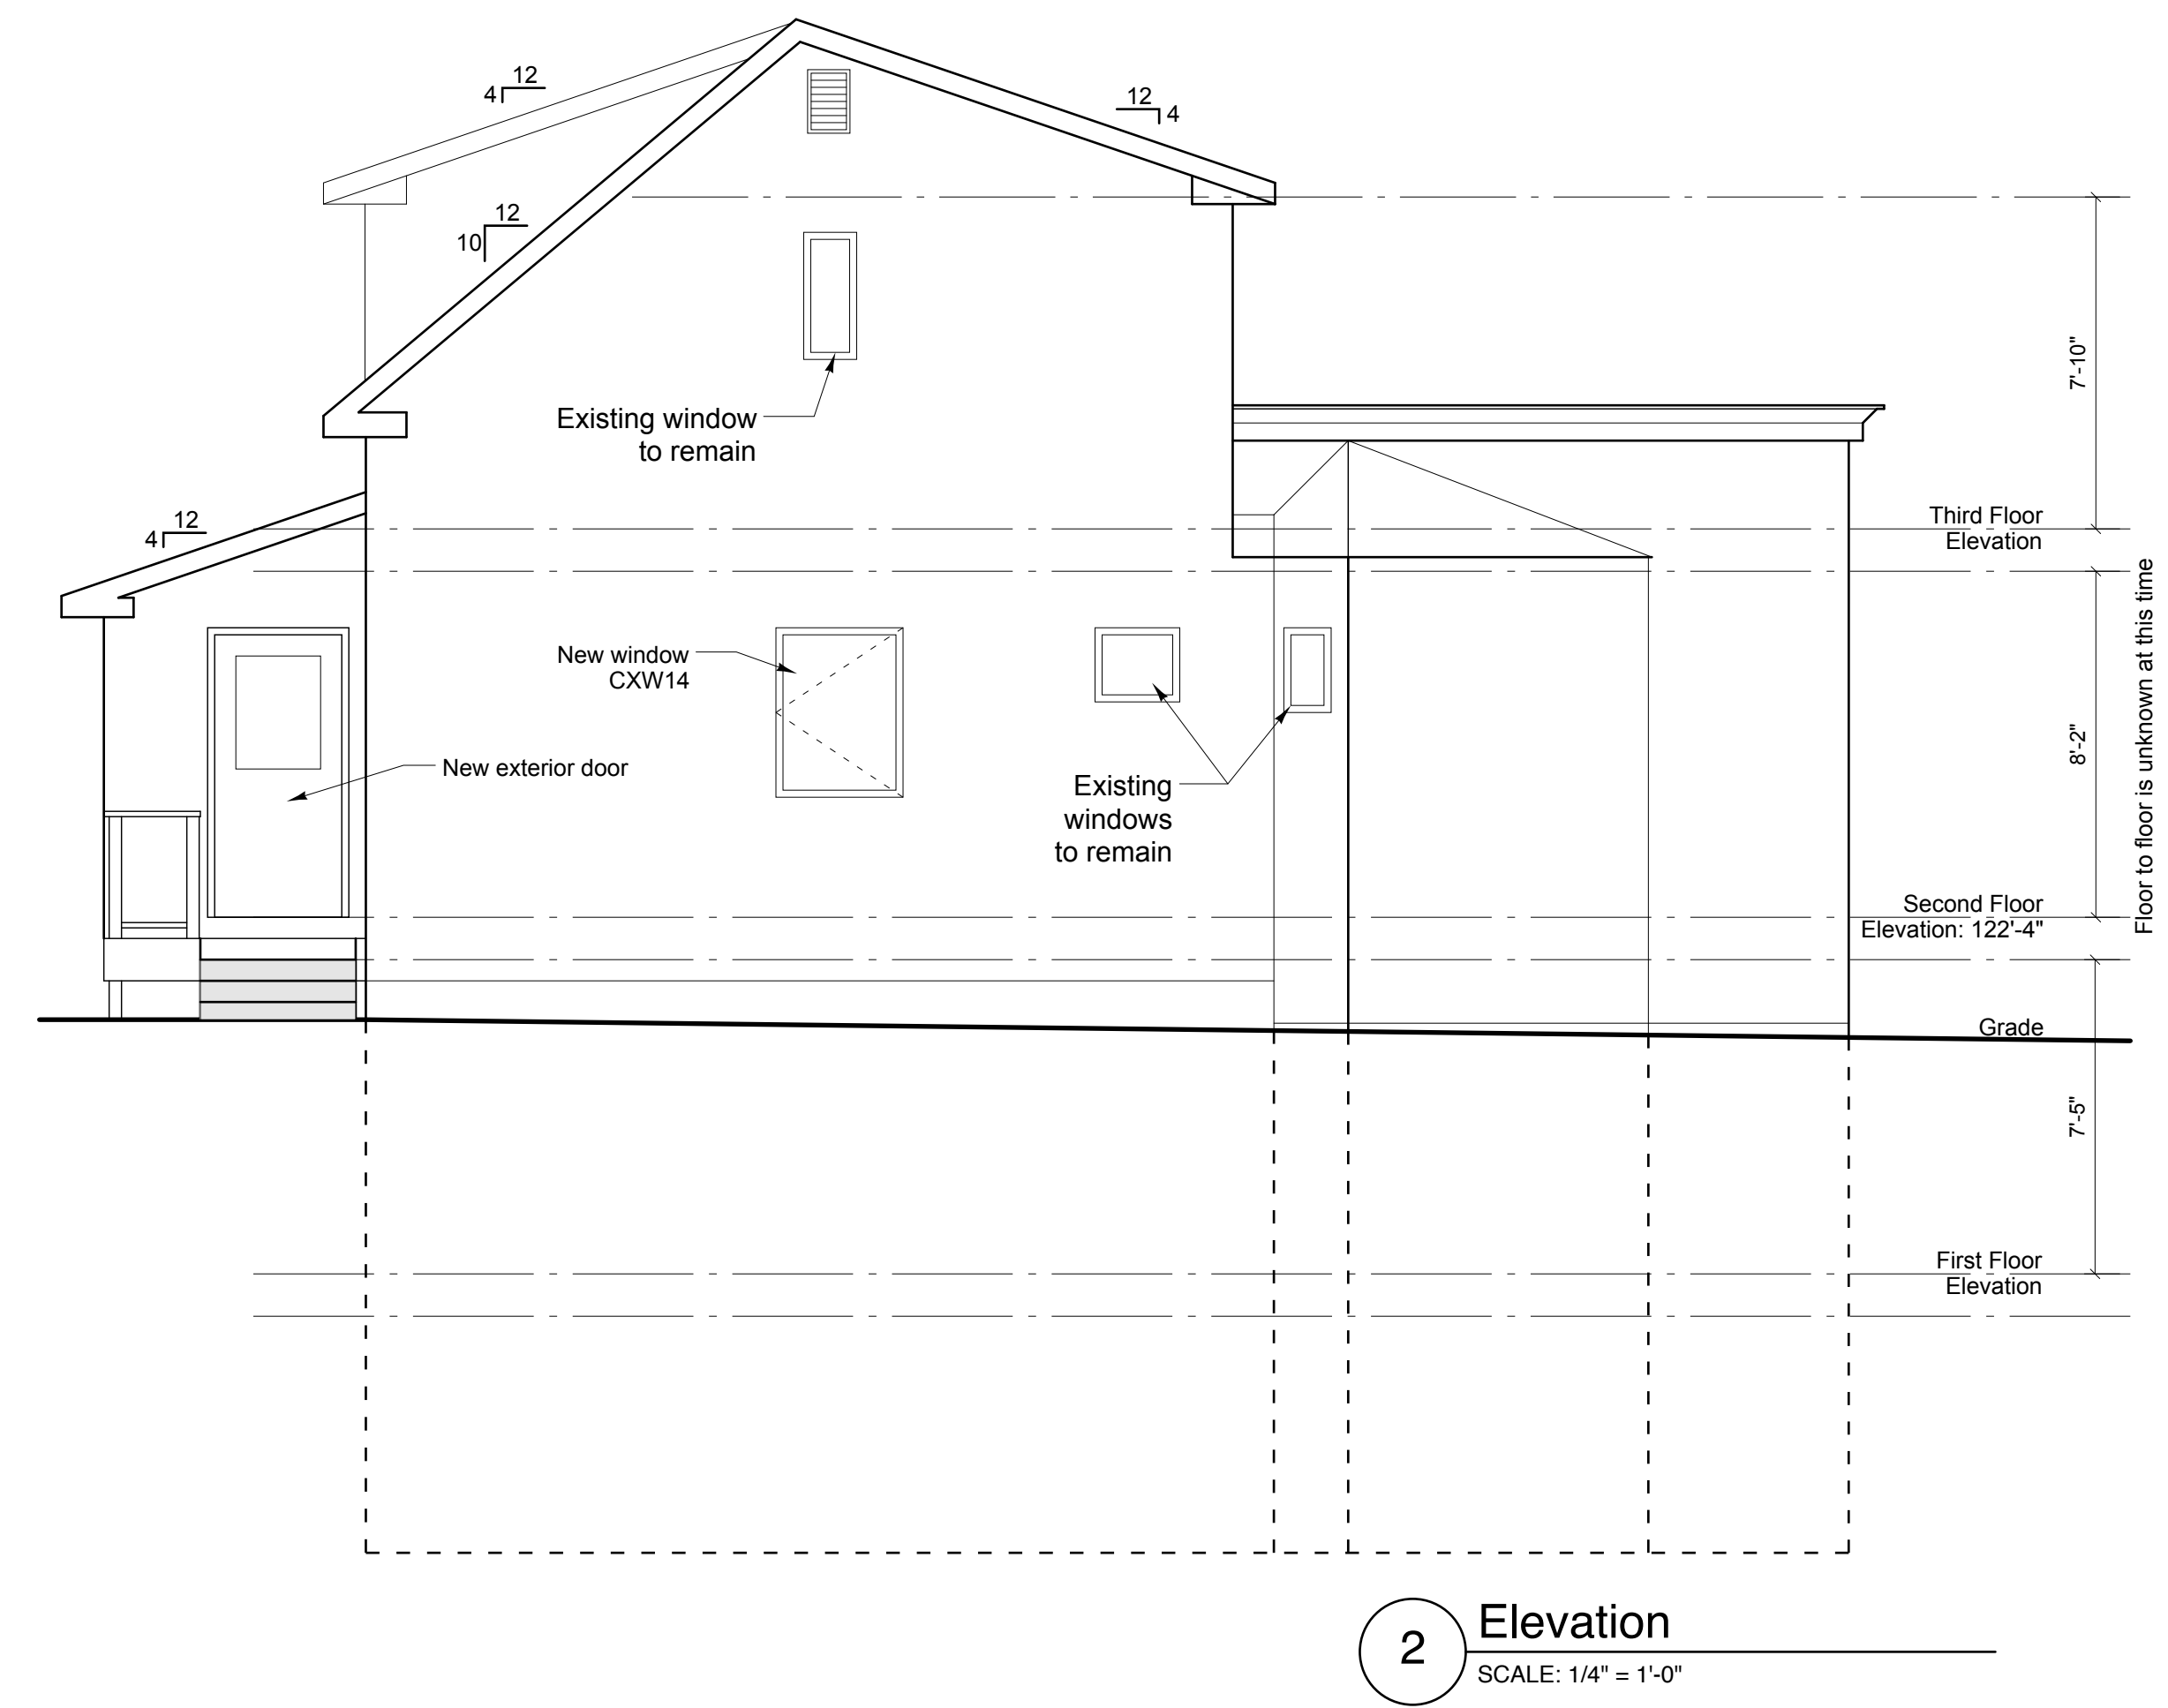 12
4
12
4
12
10
Existing window
to remain
7'-10"
12
4
Third Floor
Elevation
Floor to floor is unknown at this time
New window
CXW14
8'-2"
New exterior door
Existing
windows
to remain
Second Floor
Elevation: 122'-4"
Grade
7'-5"
First Floor
Elevation
2
Elevation
SCALE: 1/4" = 1'-0"